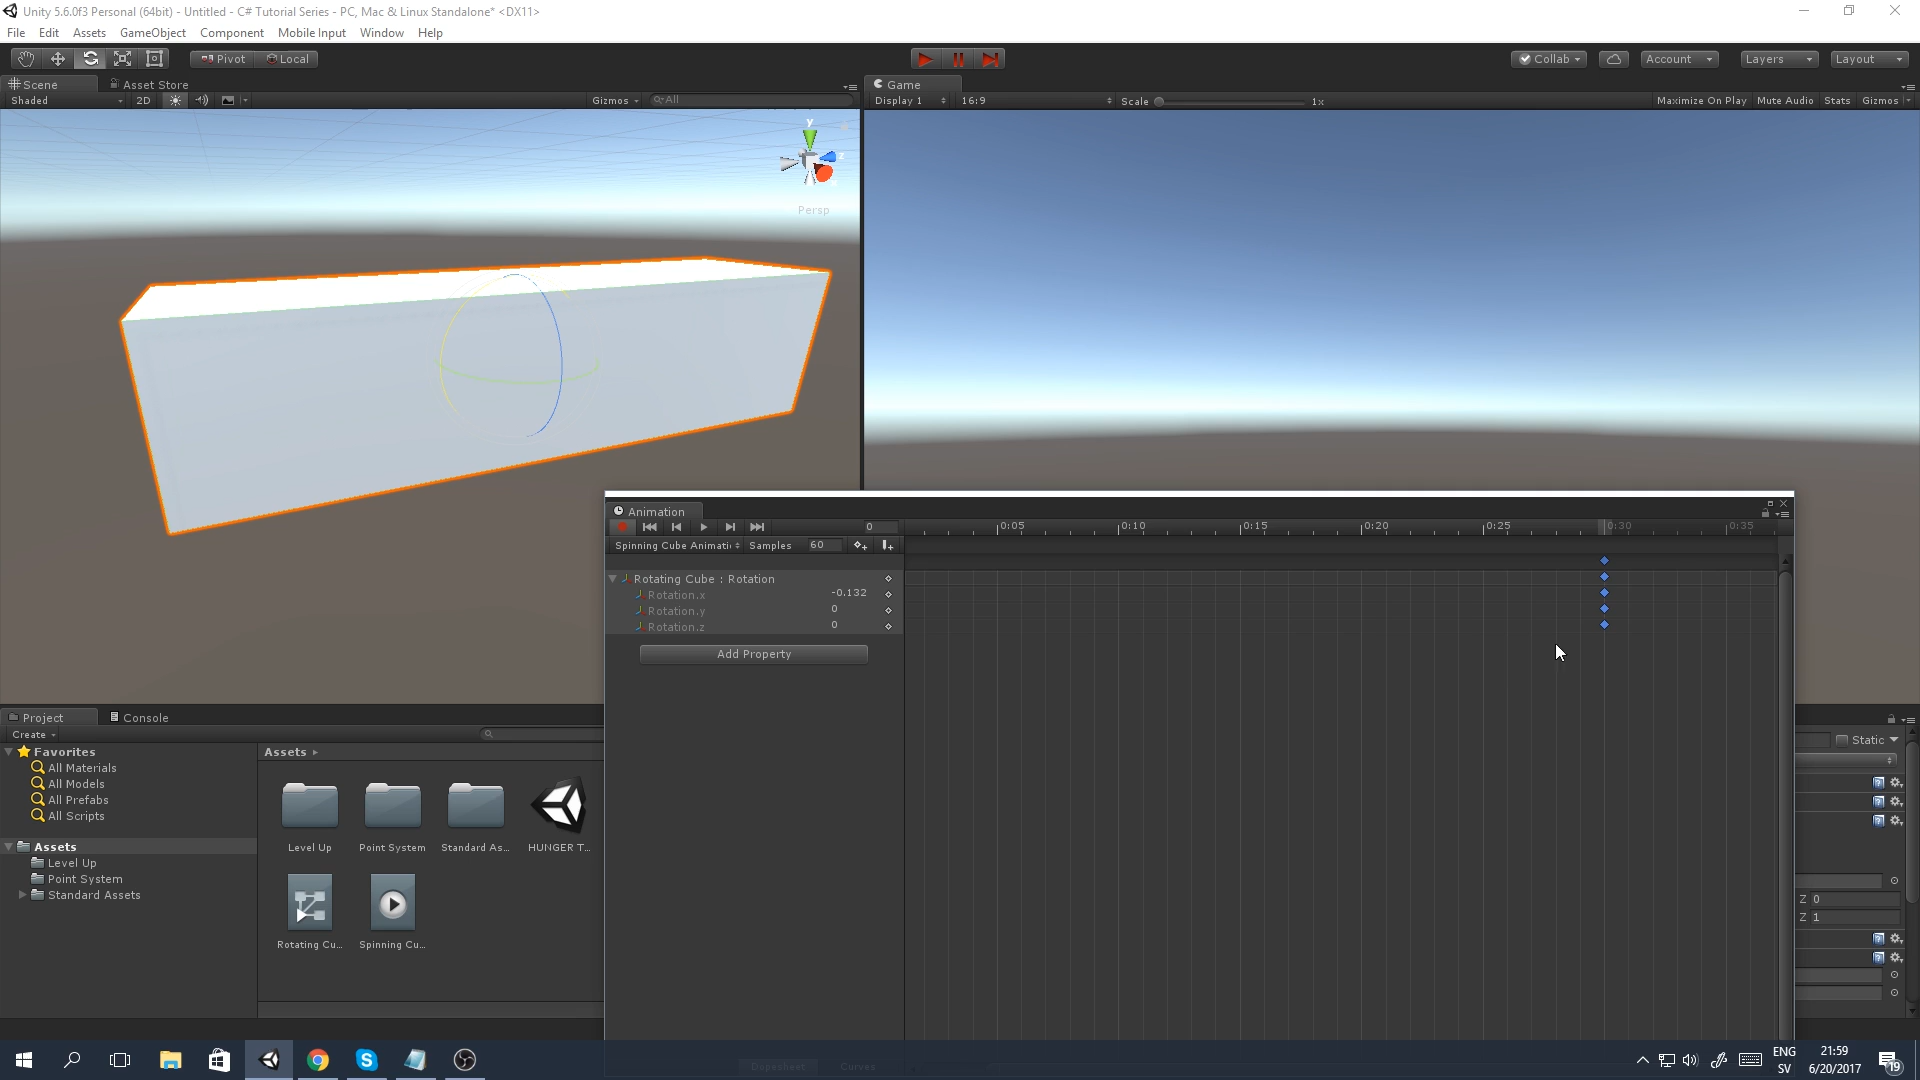 Unity 5.6.0f3 Personal (64bit) - Untitled - C# Tutorial Series - PC, Mac & Linux Standalone* <DX11>
File Edit Assets GameObject Component Mobile Input Window Help
Pivot Local Collab Account Layers Layout
Scene Asset Store Game
Shaded 2D Gizmos All Display 1 16:9 Scale 1x Maximize On Play Mute Audio Stats Gizmos
y
z
Persp
Animation
0 0:05 0:10 0:15 0:20 0:25 0:30 0:35
Spinning Cube Animati Samples 60
Rotating Cube : Rotation
Rotation.x -0.132
Rotation.y 0
Rotation.z 0
Add Property
Project Console
Create
Static
Favorites
All Materials
All Models
All Prefabs
All Scripts
Assets
Level Up
Point System
Standard Assets
Assets
Level Up Point System Standard As... HUNGER T...
Rotating Cu... Spinning Cu...
Z 0
Z 1
Dopesheet Curves
ENG
SV
21:59
6/20/2017
19